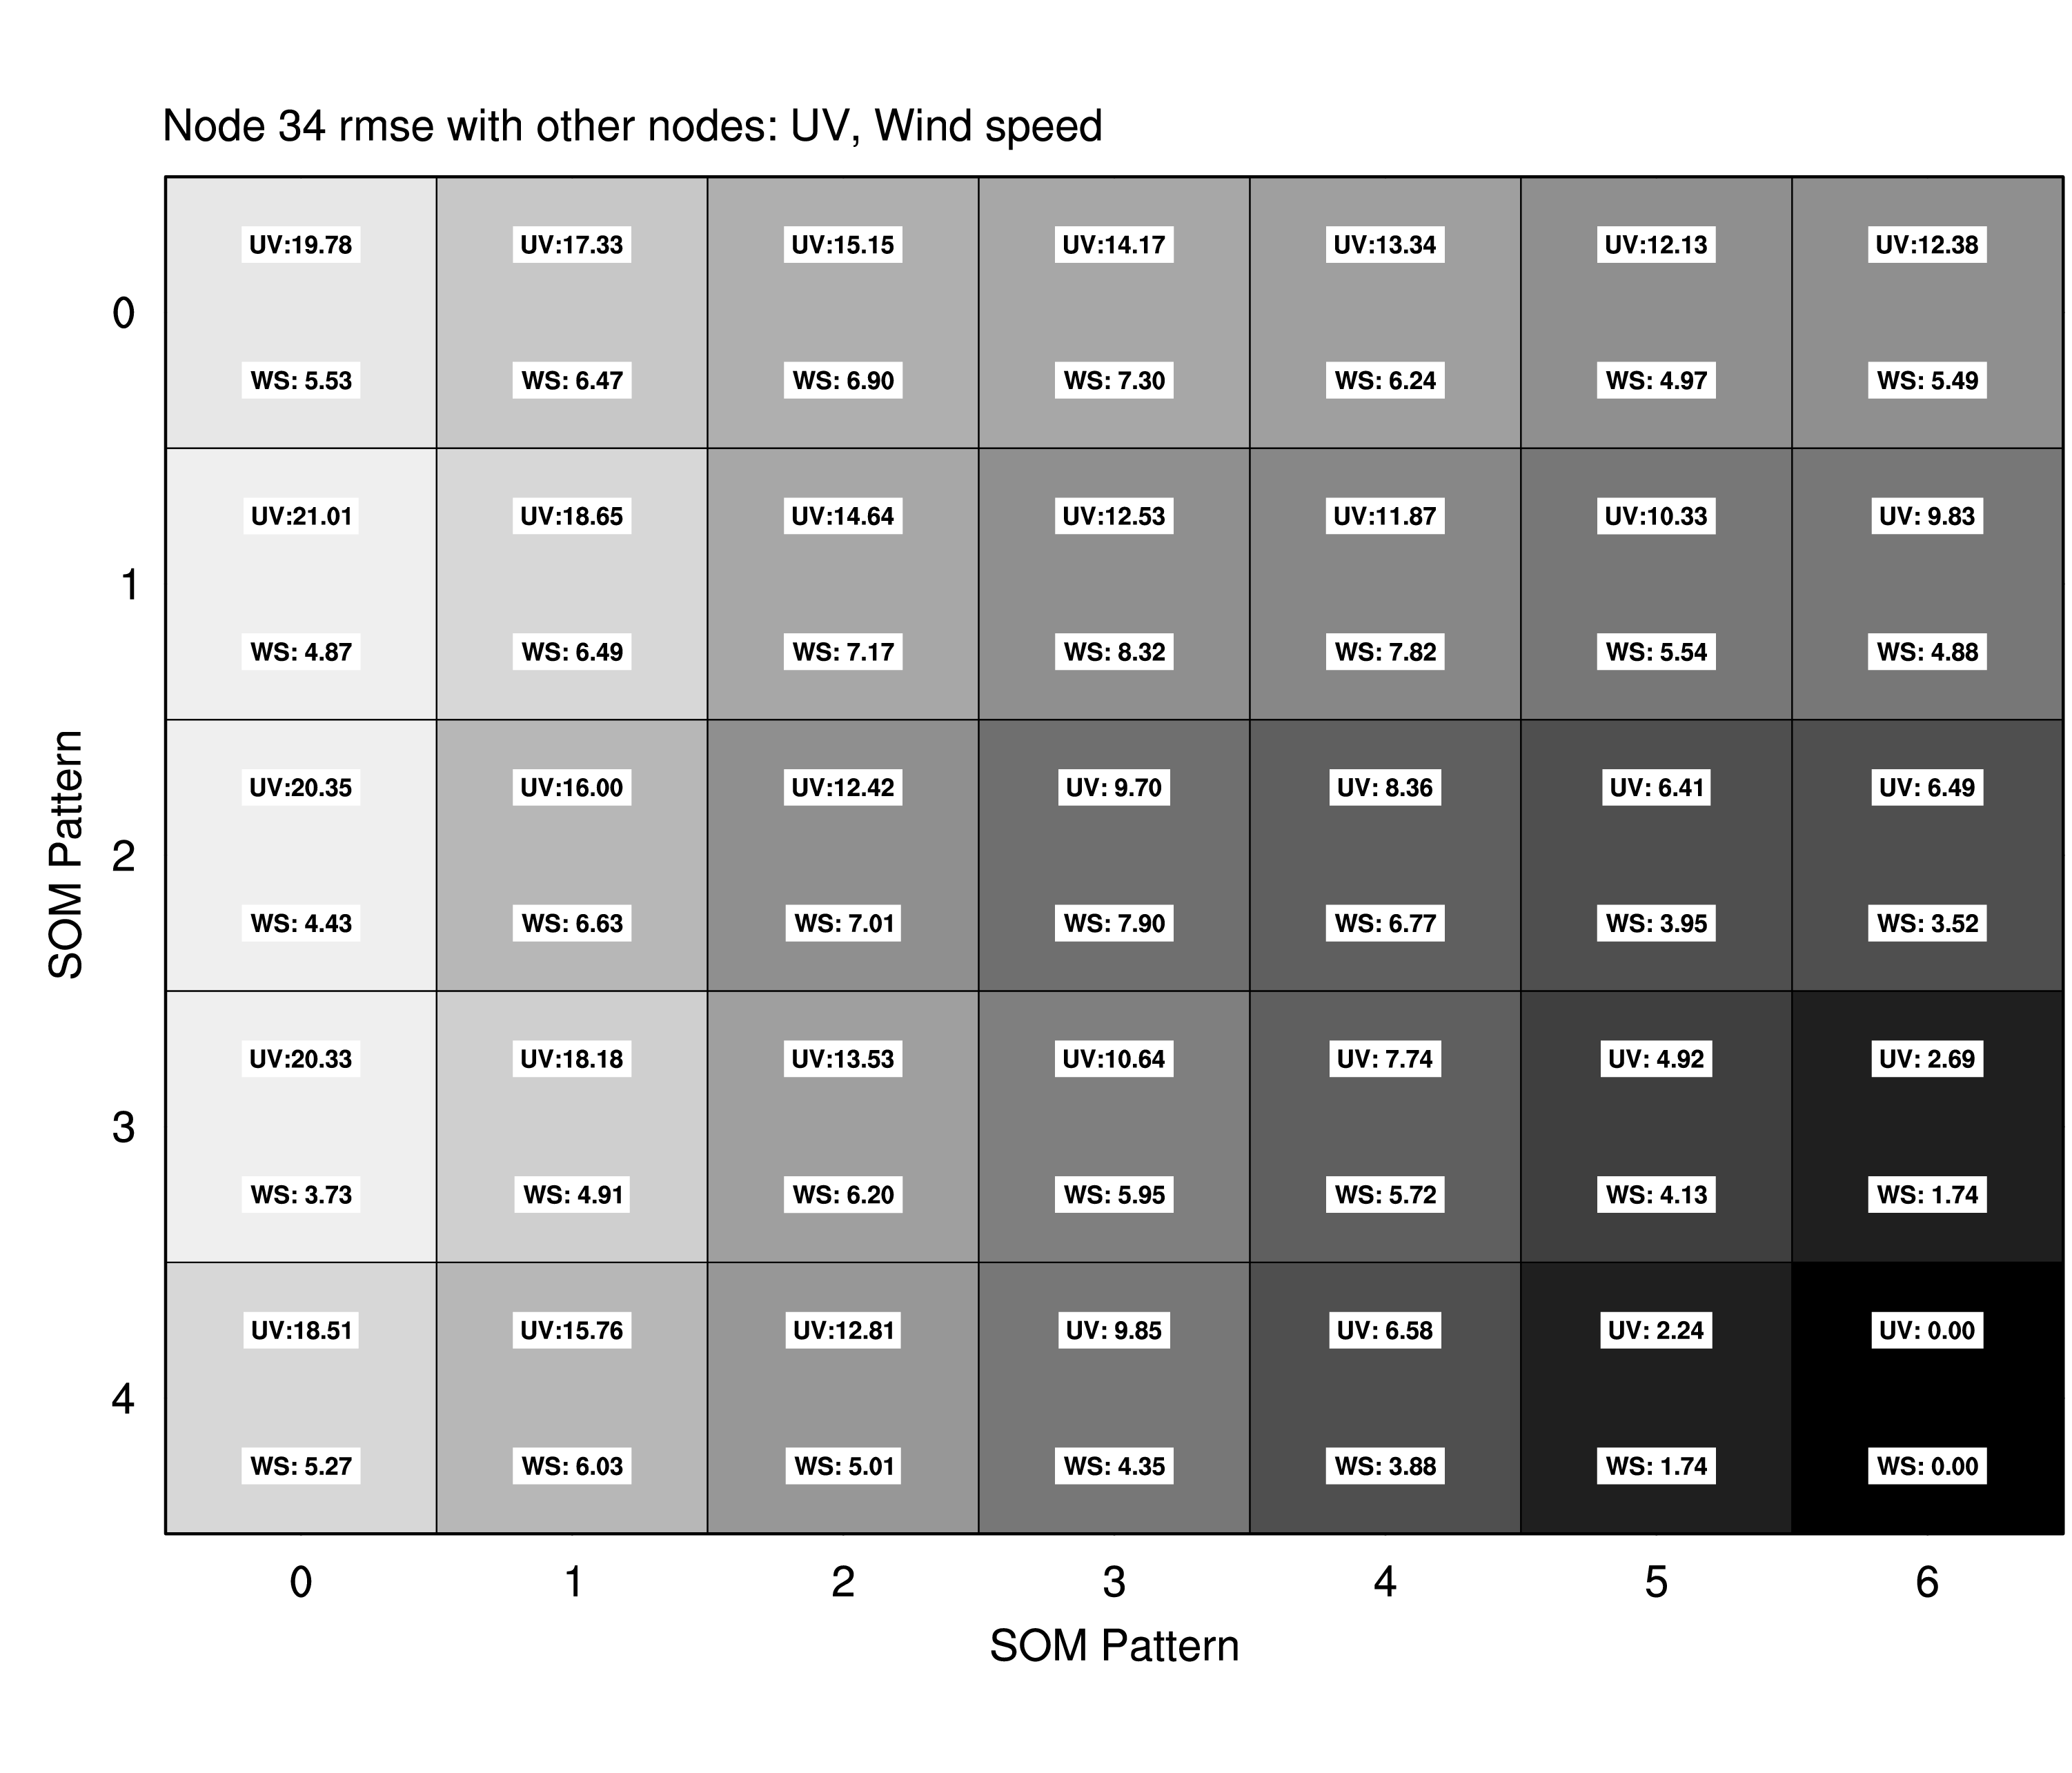 Node 34 rmse with other nodes: UV, Wind speed
UV:19.78 UV:17.33 UV:15.15 UV:14.17 UV:13.34 UV:12.13 UV:12.38
0
WS: 5.53 WS: 6.47 WS: 6.90 WS: 7.30 WS: 6.24 WS: 4.97 WS: 5.49
UV:21.01 UV:18.65 UV:14.64 UV:12.53 UV:11.87 UV:10.33 UV: 9.83
1
WS: 4.87 WS: 6.49 WS: 7.17 WS: 8.32 WS: 7.82 WS: 5.54 WS: 4.88
UV:20.35 UV:16.00 UV:12.42 UV: 9.70 UV: 8.36 UV: 6.41 UV: 6.49
SOM Pattern
2
WS: 4.43 WS: 6.63 WS: 7.01 WS: 7.90 WS: 6.77 WS: 3.95 WS: 3.52
UV:20.33 UV:18.18 UV:13.53 UV:10.64 UV: 7.74 UV: 4.92 UV: 2.69
3
WS: 3.73 WS: 4.91 WS: 6.20 WS: 5.95 WS: 5.72 WS: 4.13 WS: 1.74
UV:18.51 UV:15.76 UV:12.81 UV: 9.85 UV: 6.58 UV: 2.24 UV: 0.00
4
WS: 5.27 WS: 6.03 WS: 5.01 WS: 4.35 WS: 3.88 WS: 1.74 WS: 0.00
0 1 2 3 4 5 6
SOM Pattern